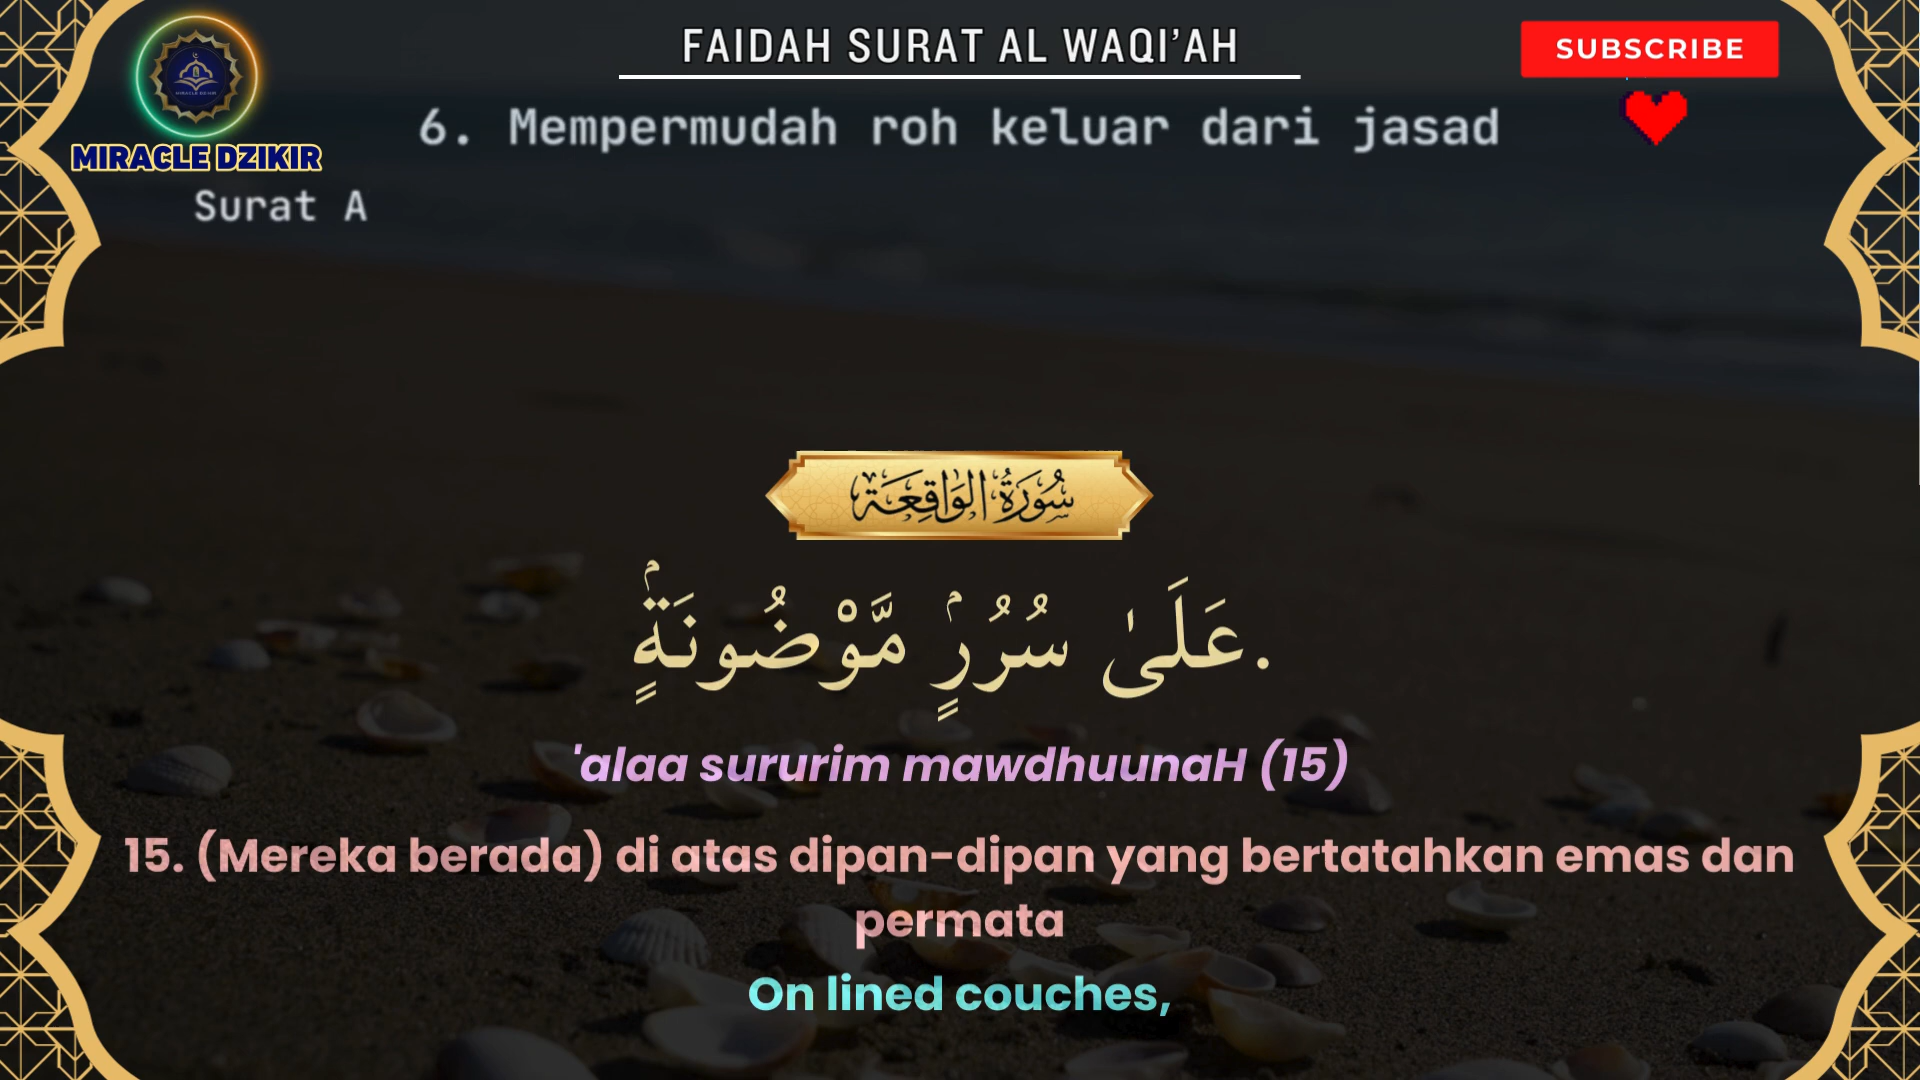 FAIDAH SURAT AL WAQI’AH
SUBSCRIBE
6. Mempermudah roh keluar dari jasad
MIRACLE DZIKIR
Surat A
سُورَةُ الوَاقِعَة
عَلَىٰ سُرُرٍۢ مَّوْضُونَةٍۢ.
'alaa sururim mawdhuunaH (15)
15. (Mereka berada) di atas dipan-dipan yang bertatahkan emas dan
permata
On lined couches,